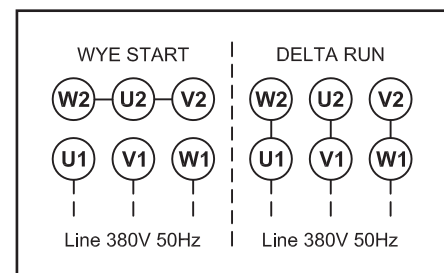 WYE START
W2 U2 V2
U1 V1 W1
Line 380V 50Hz
DELTA RUN
W2 U2 V2
U1 V1 W1
Line 380V 50Hz